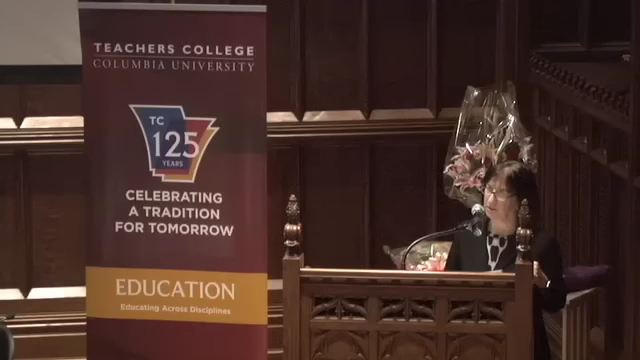 TEACHERS COLLEGE
COLUMBIA UNIVERSITY
TC
125
YEARS
CELEBRATING
A TRADITION
FOR TOMORROW
EDUCATION
Educating Across Disciplines